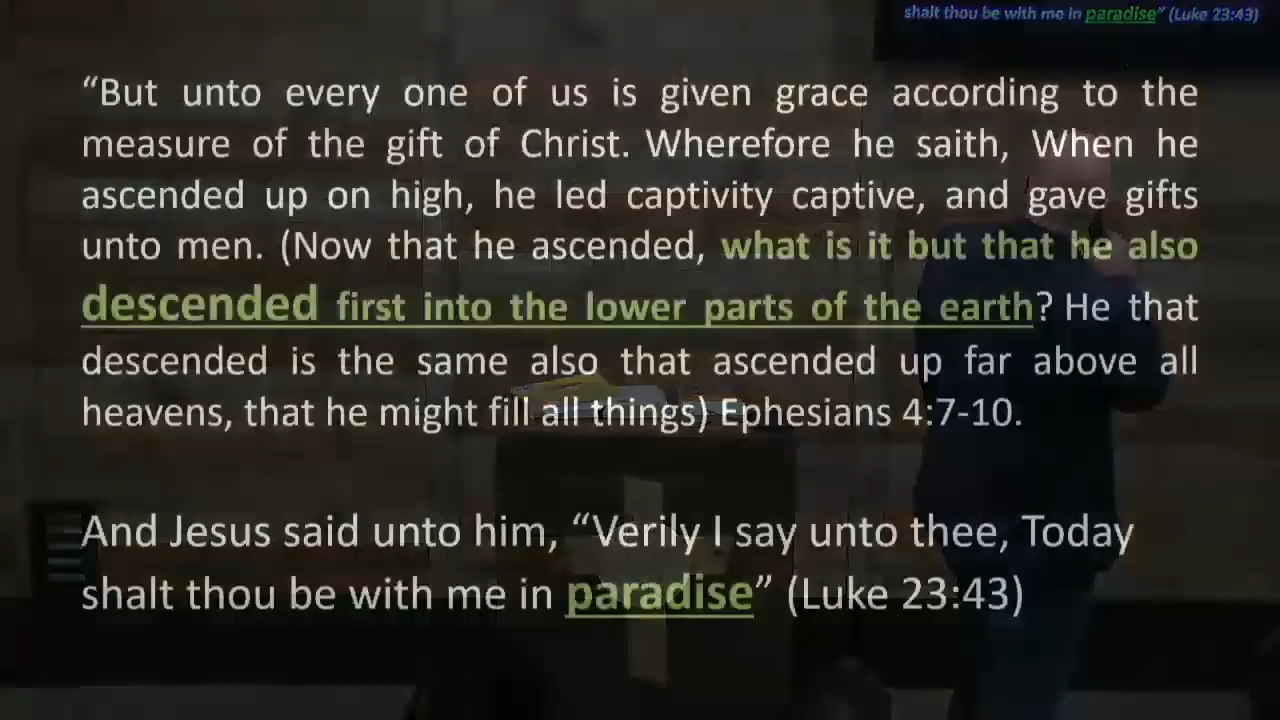 shalt thou be with me in paradise” (Luke 23:43)
“But unto every one of us is given grace according to the
measure of the gift of Christ. Wherefore he saith, When he
ascended up on high, he led captivity captive, and gave gifts
unto men. (Now that he ascended, what is it but that he also
descended first into the lower parts of the earth? He that
descended is the same also that ascended up far above all
heavens, that he might fill all things) Ephesians 4:7-10.
And Jesus said unto him, “Verily I say unto thee, Today
shalt thou be with me in paradise” (Luke 23:43)